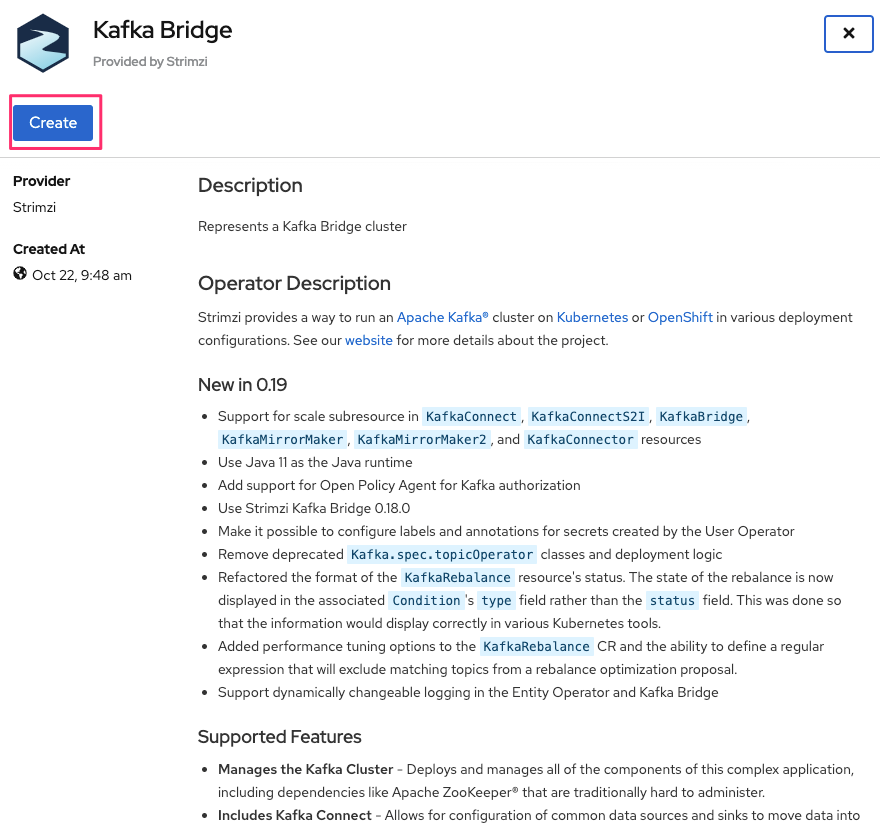 Kafka Bridge
Provided by Strimzi
Create
Provider
Strimzi
Created At
Oct 22, 9:48 am
Description
Represents a Kafka Bridge cluster
Operator Description
Strimzi provides a way to run an Apache Kafka® cluster on Kubernetes or OpenShift in various deployment
configurations. See our website for more details about the project.
New in 0.19
• Support for scale subresource in KafkaConnect, KafkaConnectS2I, KafkaBridge,
KafkaMirrorMaker, KafkaMirrorMaker2, and KafkaConnector resources
• Use Java 11 as the Java runtime
• Add support for Open Policy Agent for Kafka authorization
• Use Strimzi Kafka Bridge 0.18.0
• Make it possible to configure labels and annotations for secrets created by the User Operator
• Remove deprecated Kafka.spec.topicOperator classes and deployment logic
• Refactored the format of the KafkaRebalance resource's status. The state of the rebalance is now
displayed in the associated Condition's type field rather than the status field. This was done so
that the information would display correctly in various Kubernetes tools.
• Added performance tuning options to the KafkaRebalance CR and the ability to define a regular
expression that will exclude matching topics from a rebalance optimization proposal.
• Support dynamically changeable logging in the Entity Operator and Kafka Bridge
Supported Features
• Manages the Kafka Cluster - Deploys and manages all of the components of this complex application,
including dependencies like Apache ZooKeeper® that are traditionally hard to administer.
• Includes Kafka Connect - Allows for configuration of common data sources and sinks to move data into